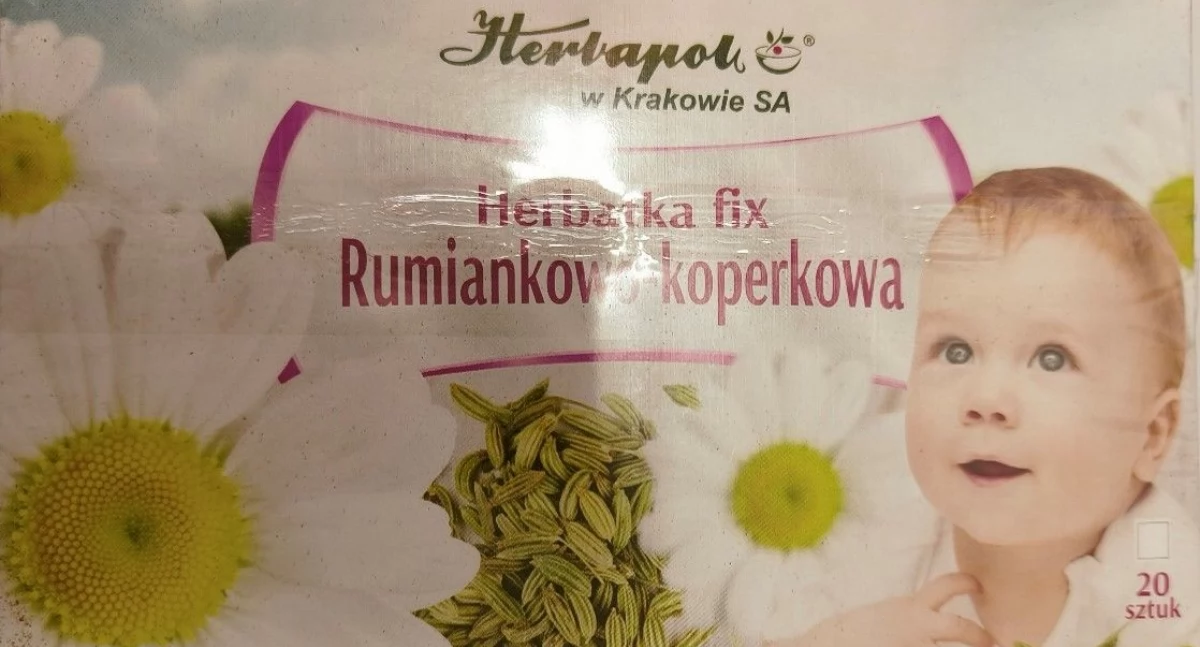 Herbapol ®
w Krakowie SA
Herbatka fix
Rumiankowo-koperkowa
20
sztuk